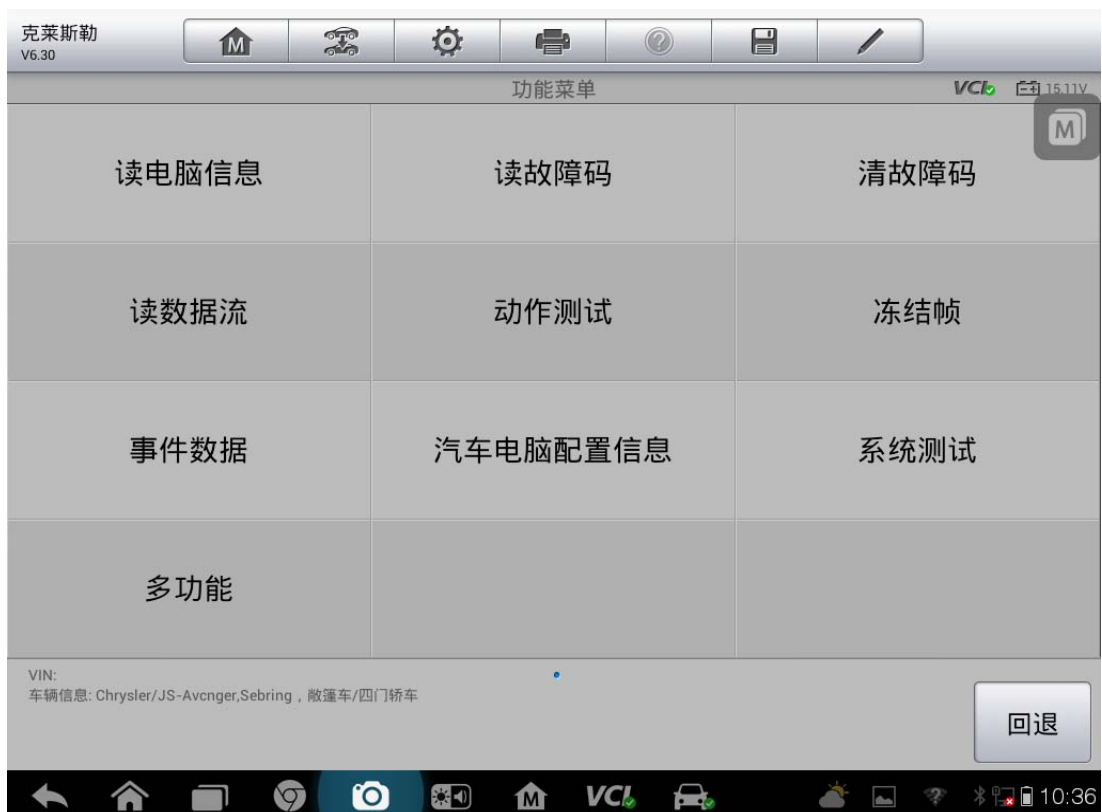 克莱斯勒
V6.30
M
功能菜单
VCI 15.11V
M
读电脑信息 读故障码 清故障码
读数据流 动作测试 冻结帧
事件数据 汽车电脑配置信息 系统测试
多功能
VIN:
车辆信息: Chrysler/JS-Avcnger,Sebring，敞篷车/四门轿车
回退
M VCI 10:36